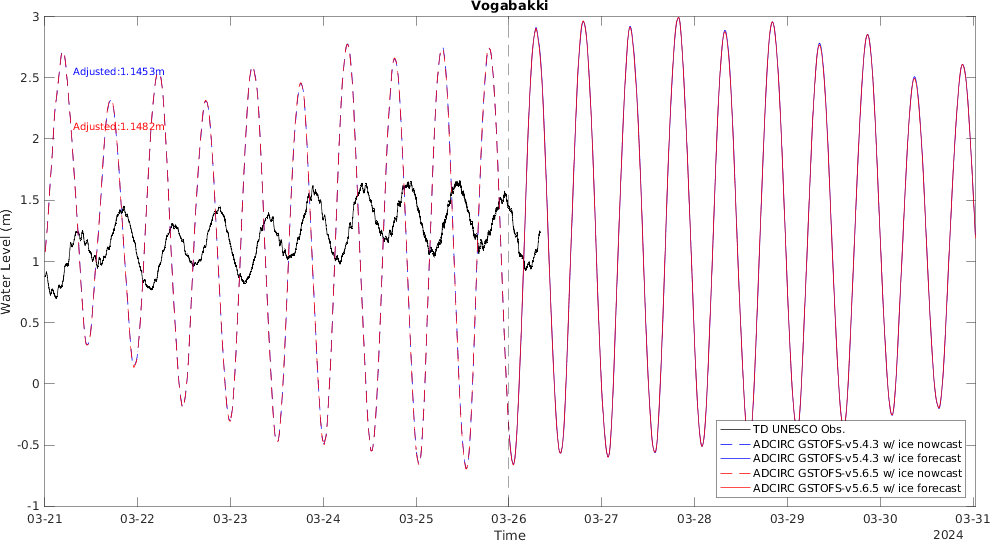 Vogabakki
3
2.5
2
1.5
1
0.5
0
-0.5
-1
Water Level (m)
Adjusted:1.1453m
Adjusted:1.1482m
TD UNESCO Obs.
ADCIRC GSTOFS-v5.4.3 w/ ice nowcast
ADCIRC GSTOFS-v5.4.3 w/ ice forecast
ADCIRC GSTOFS-v5.6.5 w/ ice nowcast
ADCIRC GSTOFS-v5.6.5 w/ ice forecast
03-21 03-22 03-23 03-24 03-25 03-26 03-27 03-28 03-29 03-30 03-31
Time
2024